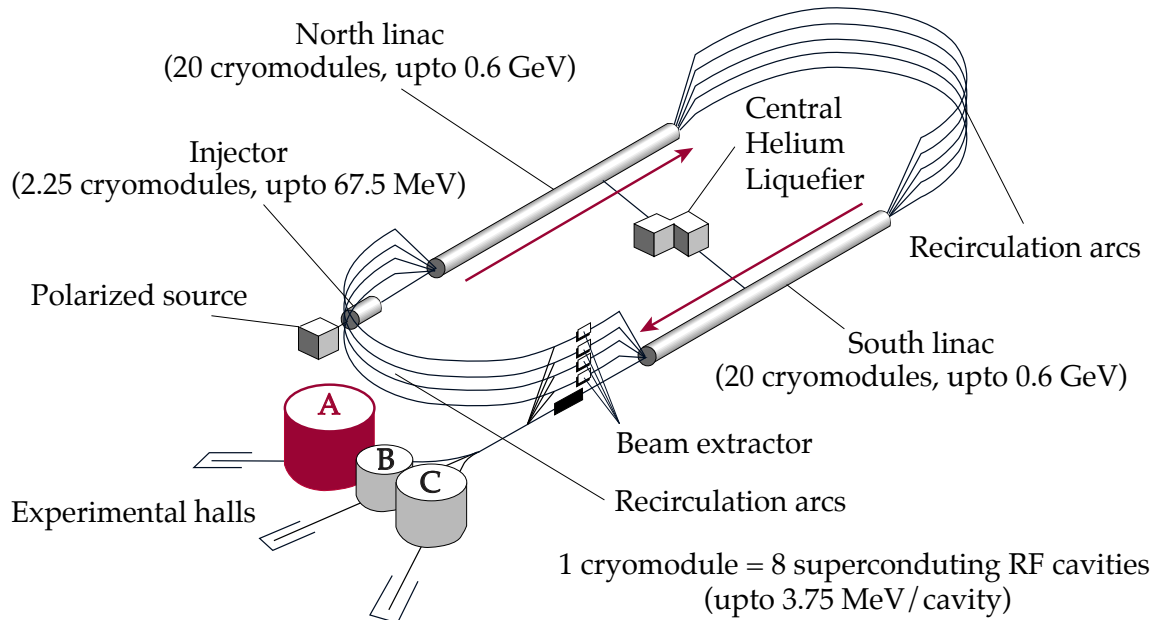 North linac
(20 cryomodules, upto 0.6 GeV)
Central
Helium
Liquefier
Injector
(2.25 cryomodules, upto 67.5 MeV)
Recirculation arcs
Polarized source
South linac
(20 cryomodules, upto 0.6 GeV)
A
B
C
Beam extractor
Recirculation arcs
Experimental halls
1 cryomodule = 8 superconduting RF cavities
(upto 3.75 MeV/cavity)